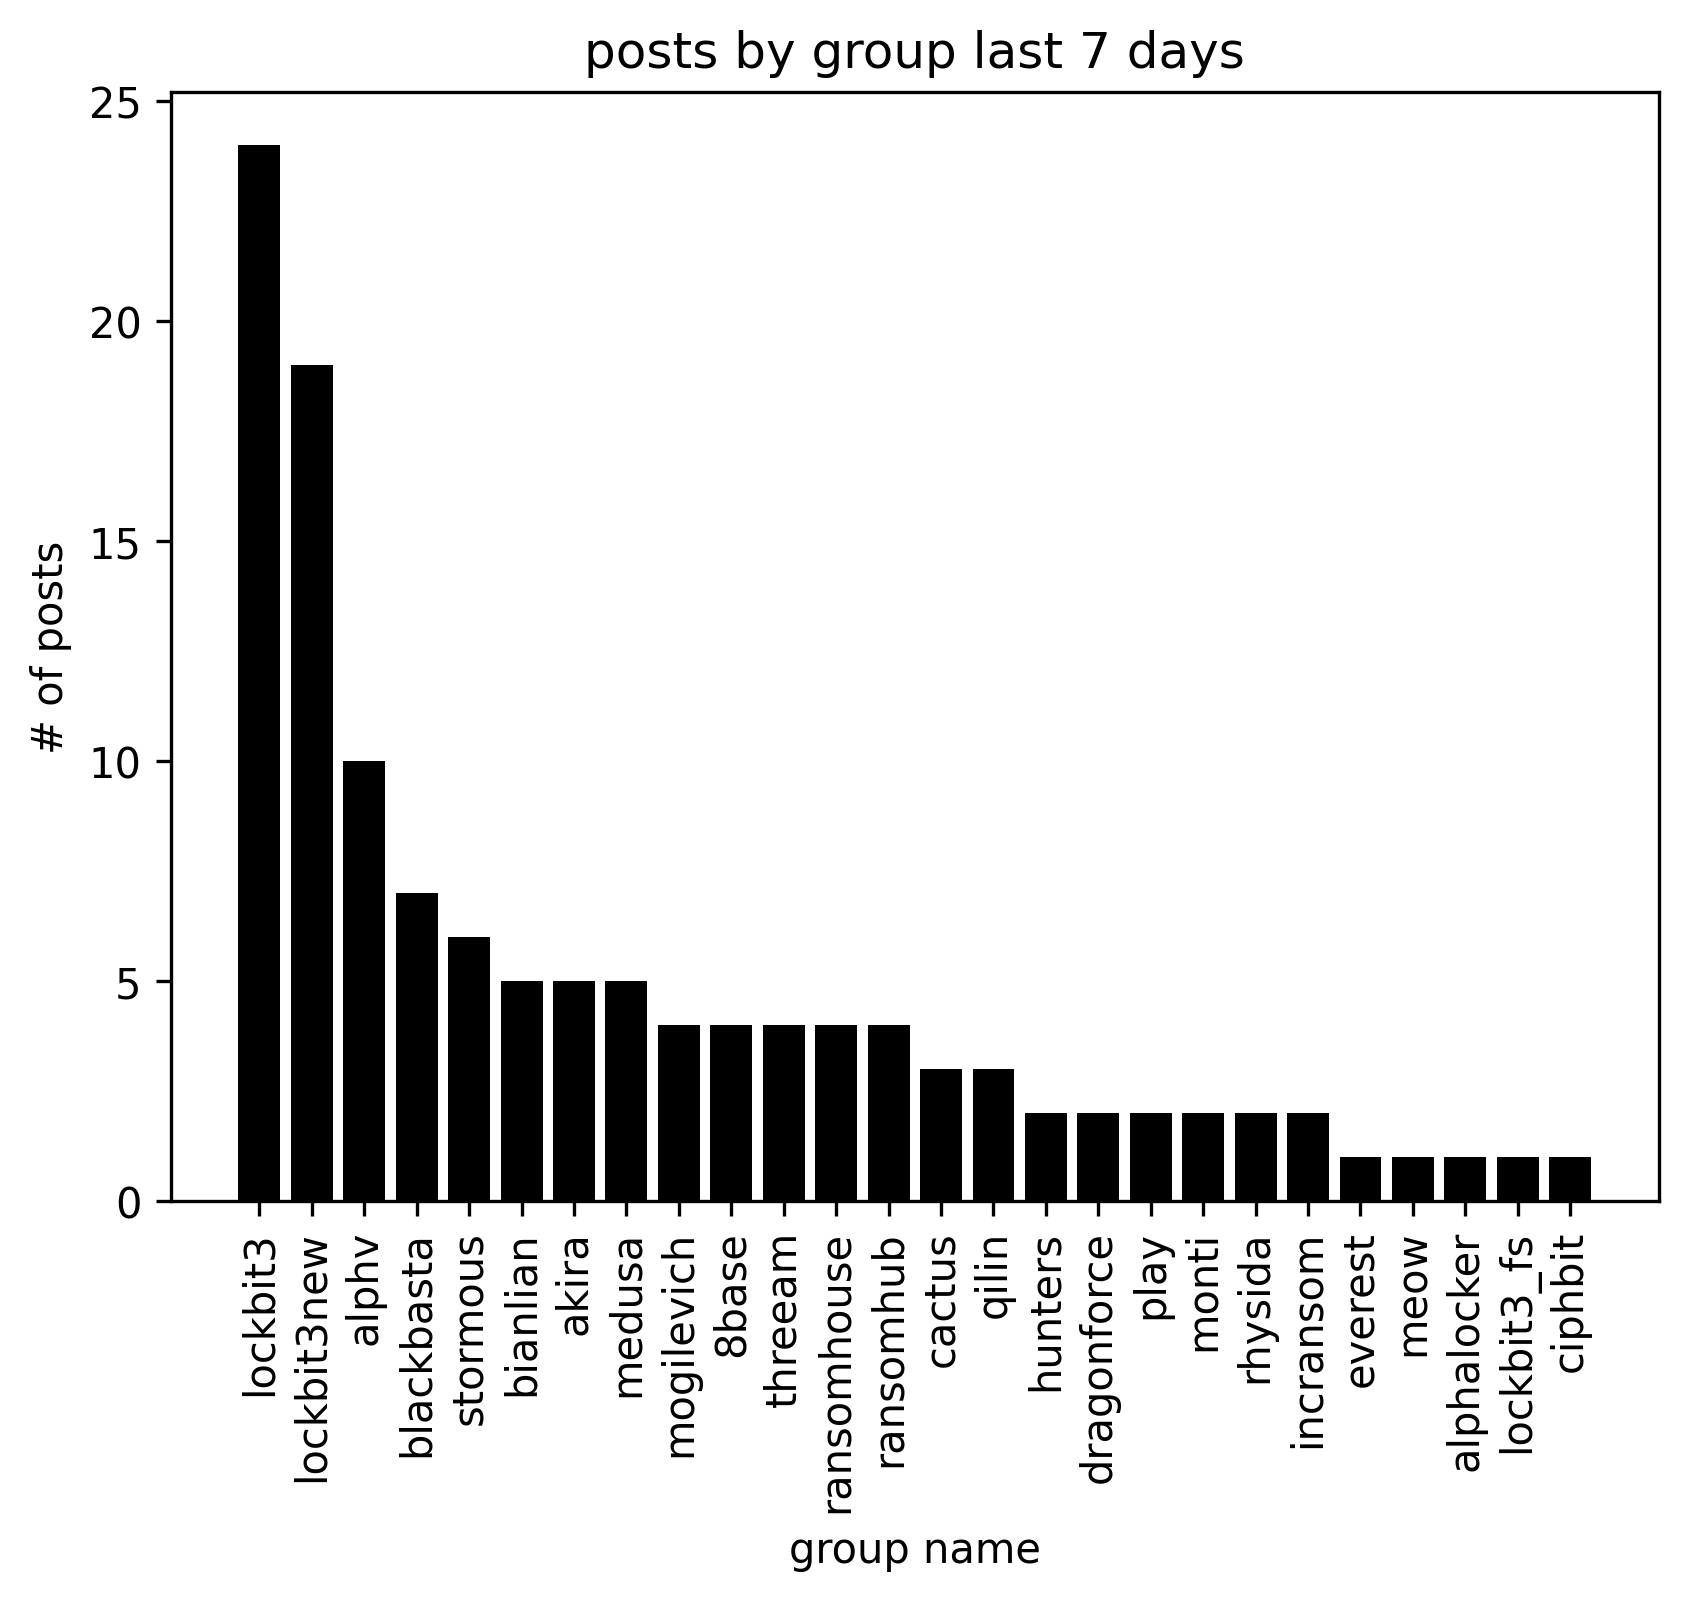 posts by group last 7 days
25
20
15
10
5
0
# of posts
lockbit3
lockbit3new
alphv
blackbasta
stormous
bianlian
akira
medusa
mogilevich
8base
threeam
ransomhouse
ransomhub
cactus
qilin
hunters
dragonforce
play
monti
rhysida
incransom
everest
meow
alphalocker
lockbit3_fs
ciphbit
group name